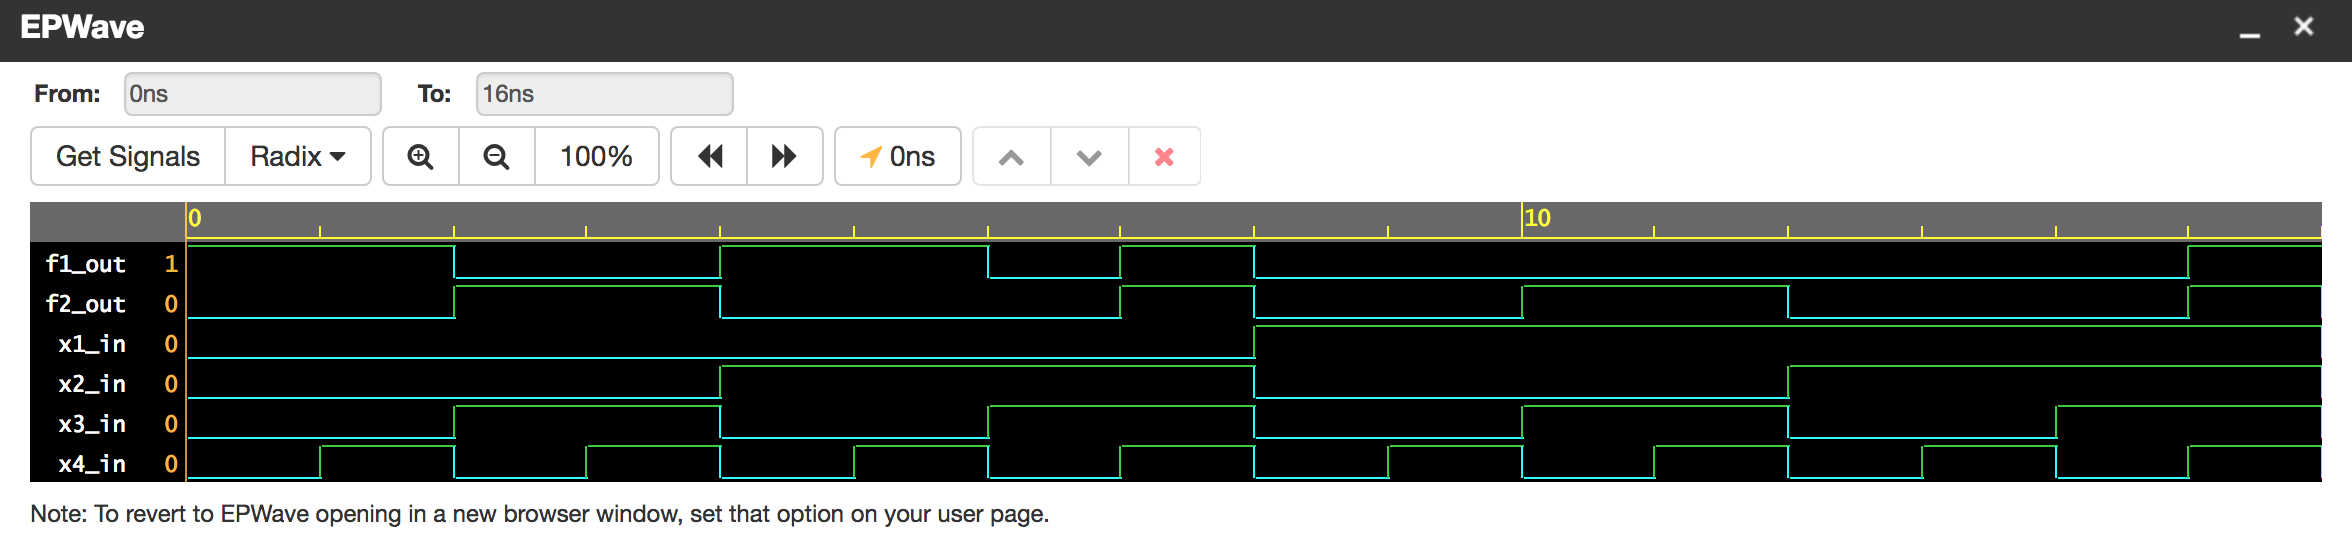 EPWave
From: 0ns To: 16ns
Get Signals Radix 100% 0ns
0 10
f1_out 1
f2_out 0
x1_in 0
x2_in 0
x3_in 0
x4_in 0
Note: To revert to EPWave opening in a new browser window, set that option on your user page.